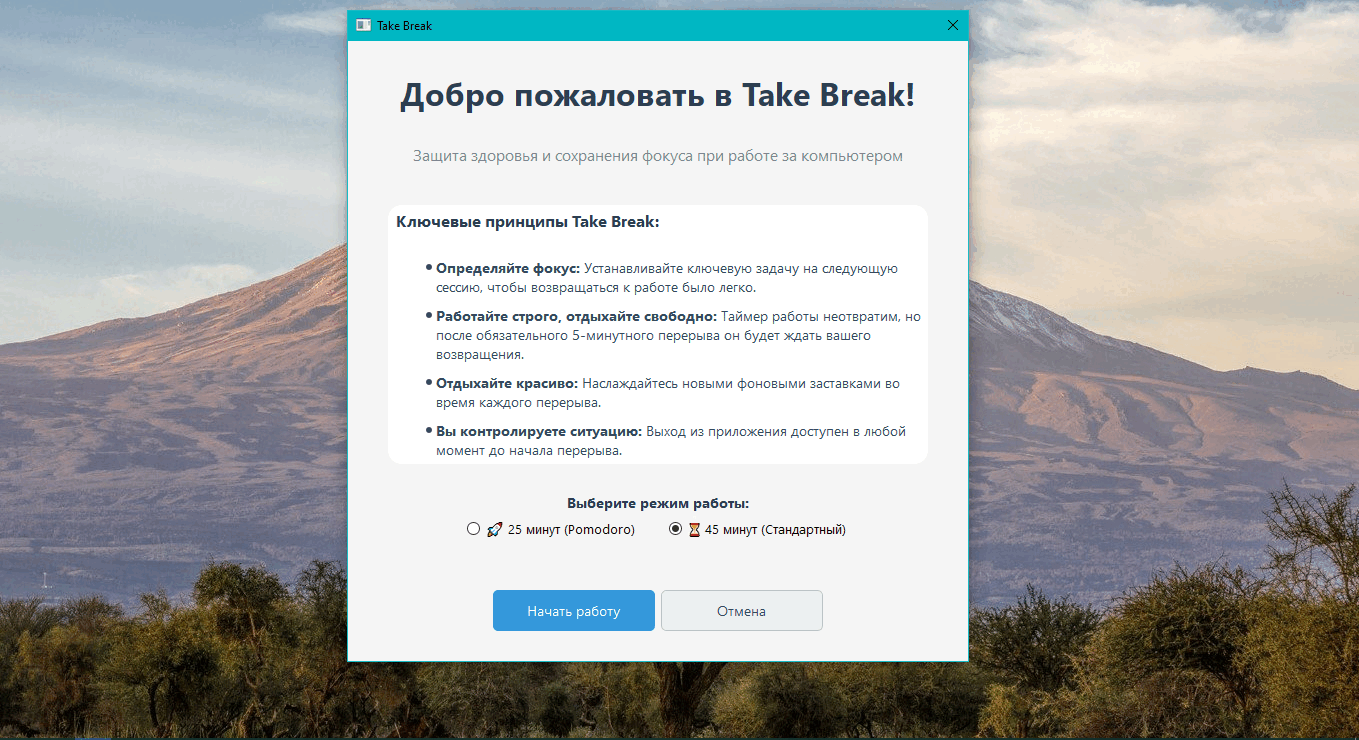 Take Break
Добро пожаловать в Take Break!
Защита здоровья и сохранения фокуса при работе за компьютером
Ключевые принципы Take Break:
• Определяйте фокус: Устанавливайте ключевую задачу на следующую
сессию, чтобы возвращаться к работе было легко.
• Работайте строго, отдыхайте свободно: Таймер работы неотвратим, но
после обязательного 5-минутного перерыва он будет ждать вашего
возвращения.
• Отдыхайте красиво: Наслаждайтесь новыми фоновыми заставками во
время каждого перерыва.
• Вы контролируете ситуацию: Выход из приложения доступен в любой
момент до начала перерыва.
Выберите режим работы:
🚀 25 минут (Pomodoro) ⏳ 45 минут (Стандартный)
Начать работу Отмена